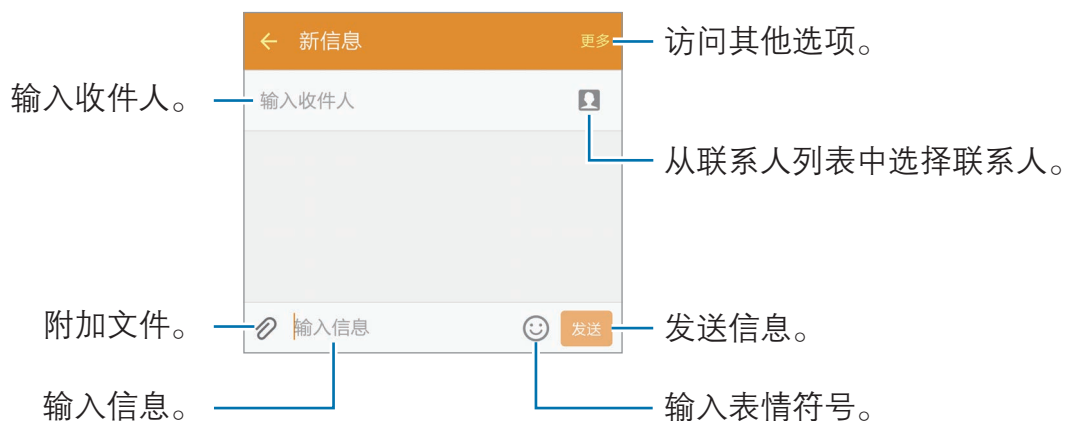 新信息
更多
访问其他选项。
输入收件人。
输入收件人
从联系人列表中选择联系人。
附加文件。
输入信息
发送
发送信息。
输入信息。
输入表情符号。